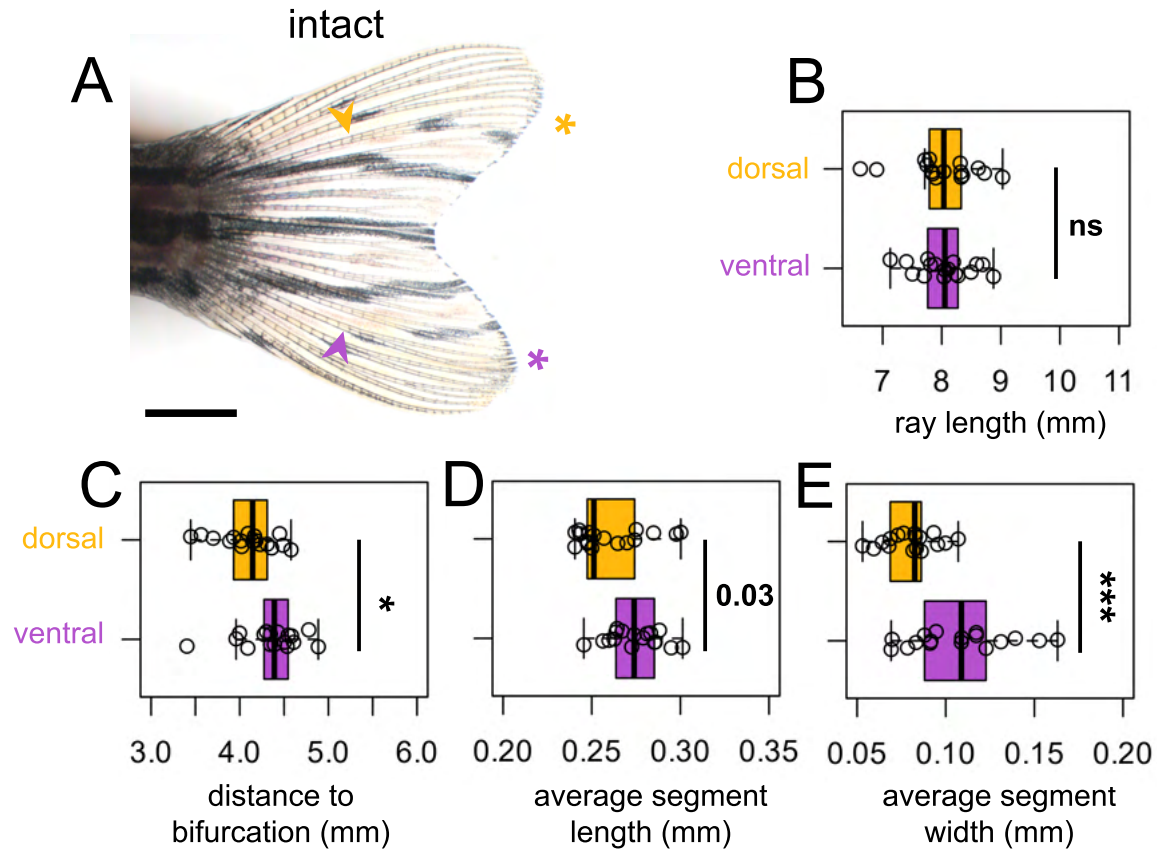 intact
A
*
*
B
dorsal
ventral
ns
7 8 9 10 11
ray length (mm)
C
dorsal
ventral
*
3.0 4.0 5.0 6.0
distance to
bifurcation (mm)
D
0.03
0.20 0.25 0.30 0.35
average segment
length (mm)
E
***
0.05 0.10 0.15 0.20
average segment
width (mm)